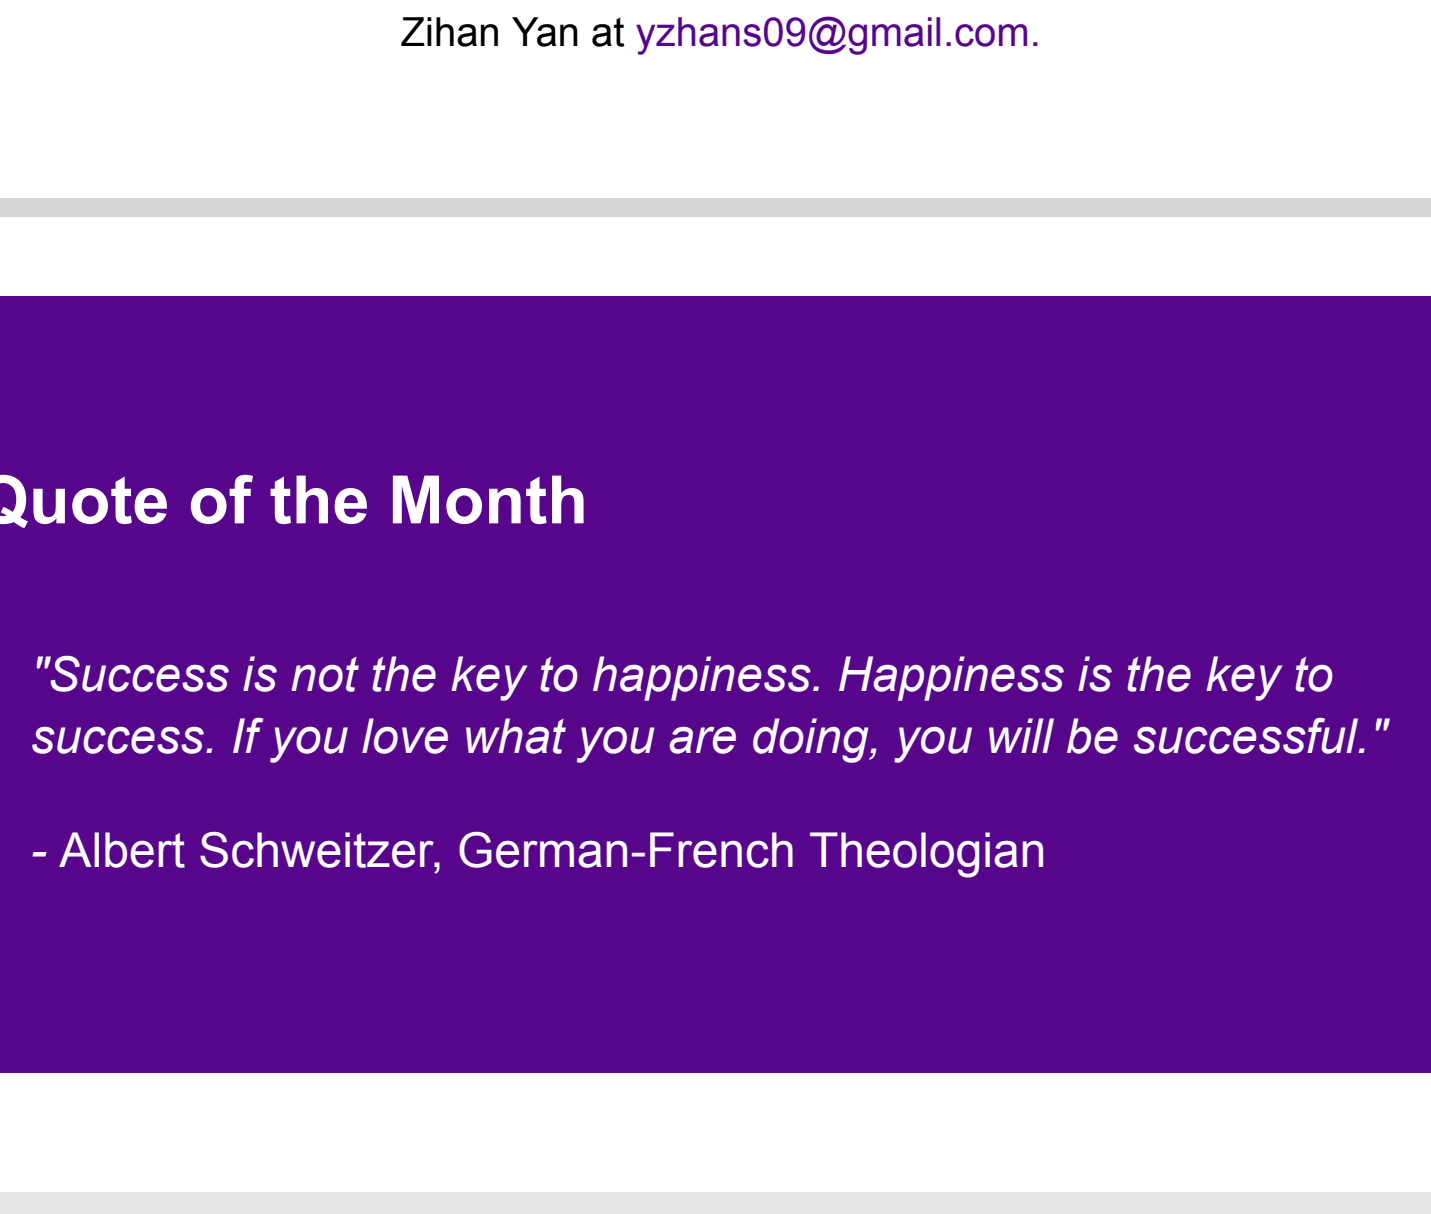 Zihan Yan at yzhans09@gmail.com.
Quote of the Month
"Success is not the key to happiness. Happiness is the key to
success. If you love what you are doing, you will be successful."
- Albert Schweitzer, German-French Theologian